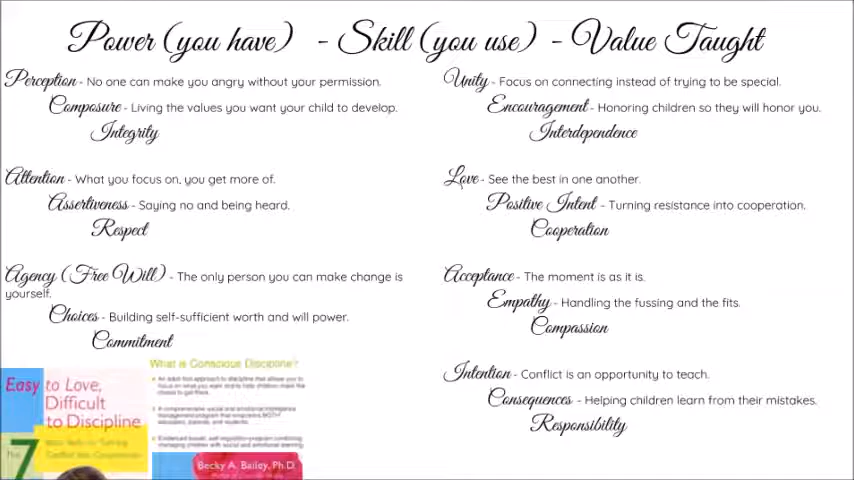 Power (you have) - Skill (you use) - Value Taught
Perception - No one can make you angry without your permission.
Composure - Living the values you want your child to develop.
Integrity
Attention - What you focus on, you get more of.
Assertiveness - Saying no and being heard.
Respect
Agency (Free Will) - The only person you can make change is
yourself.
Choices - Building self-sufficient worth and will power.
Commitment
Unity - Focus on connecting instead of trying to be special.
Encouragement - Honoring children so they will honor you.
Interdependence
Love - See the best in one another.
Positive Intent - Turning resistance into cooperation.
Cooperation
Acceptance - The moment is as it is.
Empathy - Handling the fussing and the fits.
Compassion
Intention - Conflict is an opportunity to teach.
Consequences - Helping children learn from their mistakes.
Responsibility
Easy to Love,
Difficult
to Discipline
The 7
What is Conscious Discipline?
Becky A. Bailey, Ph.D.